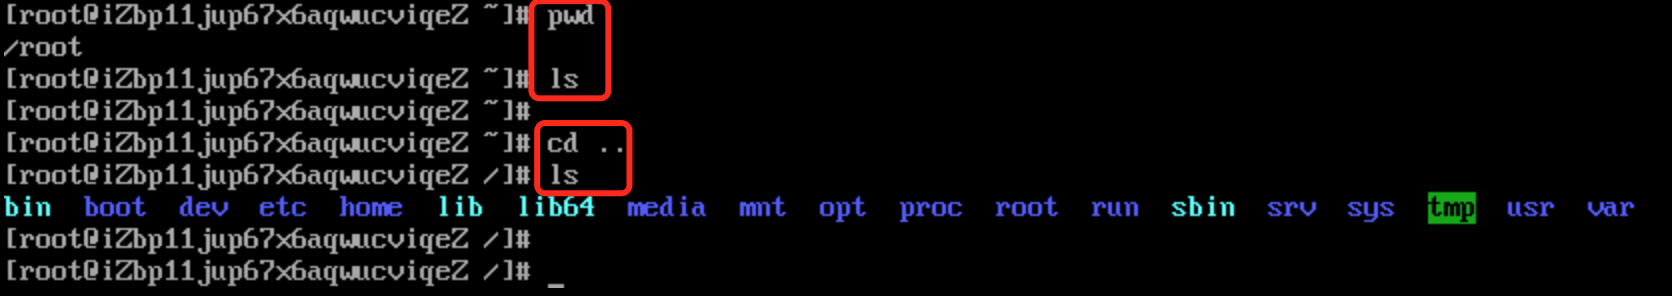 [root@iZbp11jup67x6aqwucviqeZ ~]# pwd
/root
[root@iZbp11jup67x6aqwucviqeZ ~]# ls
[root@iZbp11jup67x6aqwucviqeZ ~]#
[root@iZbp11jup67x6aqwucviqeZ ~]# cd ..
[root@iZbp11jup67x6aqwucviqeZ /]# ls
bin boot dev etc home lib lib64 media mnt opt proc root run sbin srv sys tmp usr var
[root@iZbp11jup67x6aqwucviqeZ /]#
[root@iZbp11jup67x6aqwucviqeZ /]# _